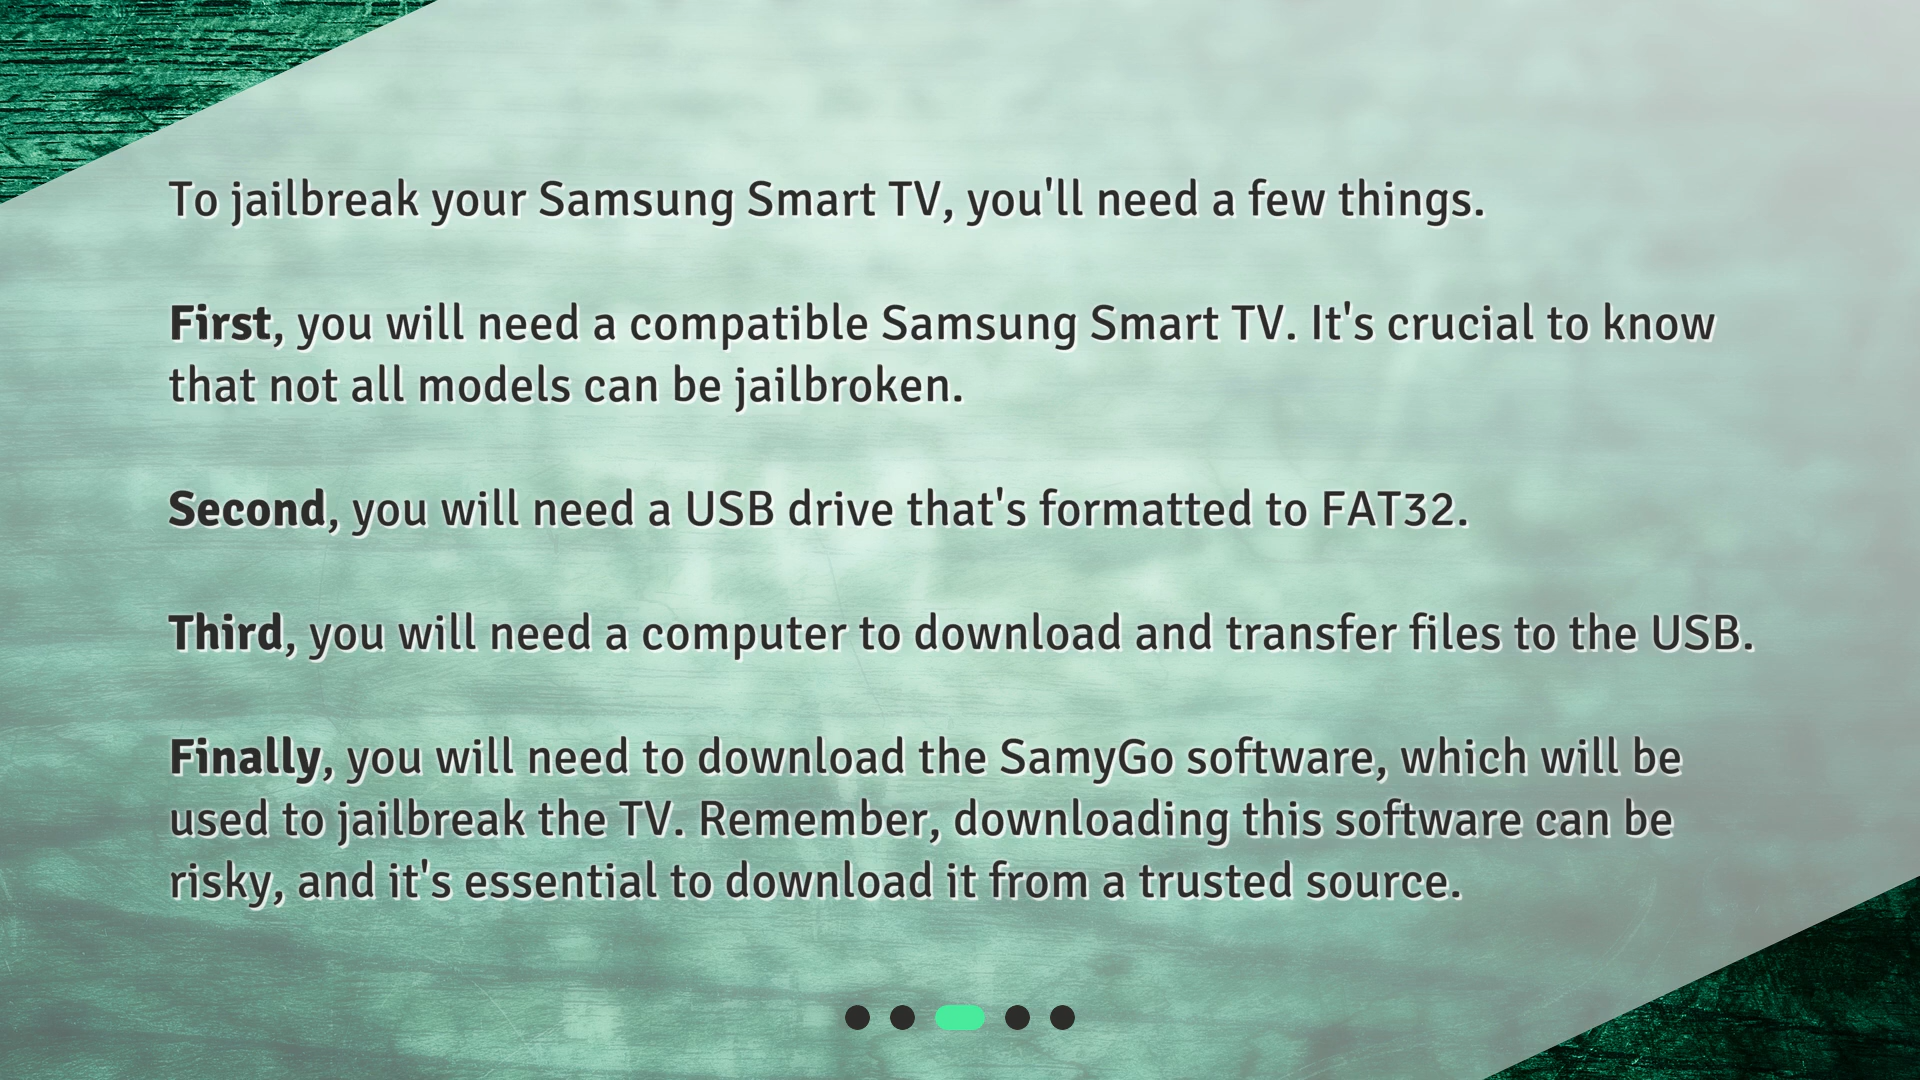 To jailbreak your Samsung Smart TV, you'll need a few things.
First, you will need a compatible Samsung Smart TV. It's crucial to know
that not all models can be jailbroken.
Second, you will need a USB drive that's formatted to FAT32.
Third, you will need a computer to download and transfer files to the USB.
Finally, you will need to download the SamyGo software, which will be
used to jailbreak the TV. Remember, downloading this software can be
risky, and it's essential to download it from a trusted source.